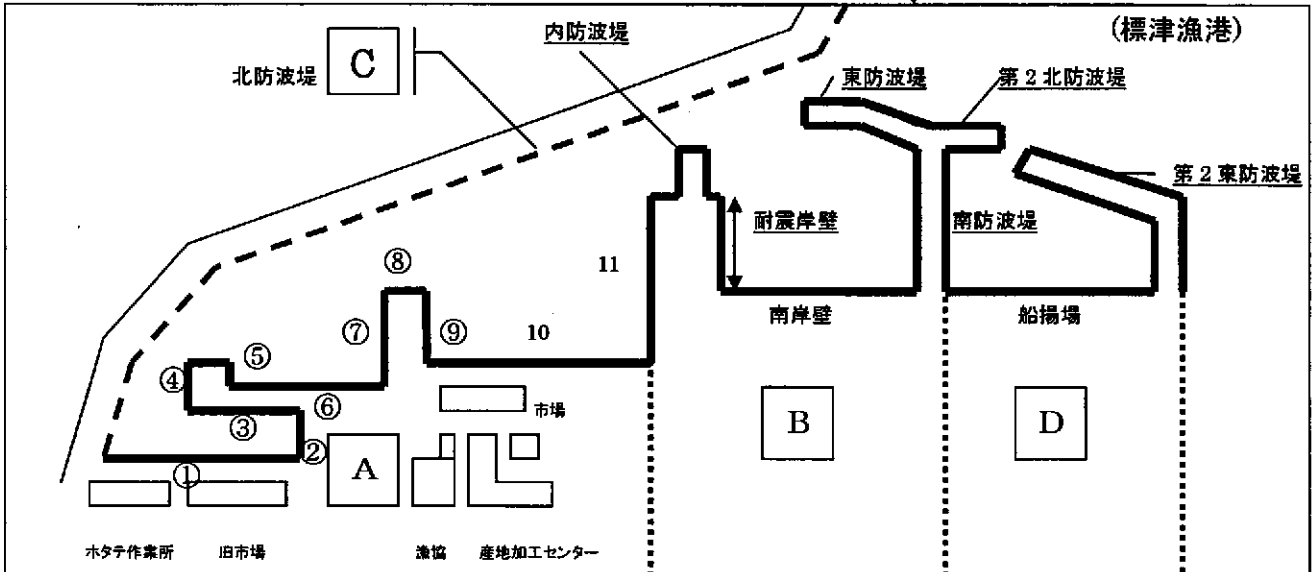 (標津漁港)
内防波堤
北防波堤
C
東防波堤
第2北防波堤
第2東防波堤
耐震岸壁
南防波堤
⑧
11
南岸壁
船揚場
⑦
10
⑨
⑤
④
⑥
市場
③
B
D
②
A
①
ホタテ作業所
旧市場
漁協
産地加工センター